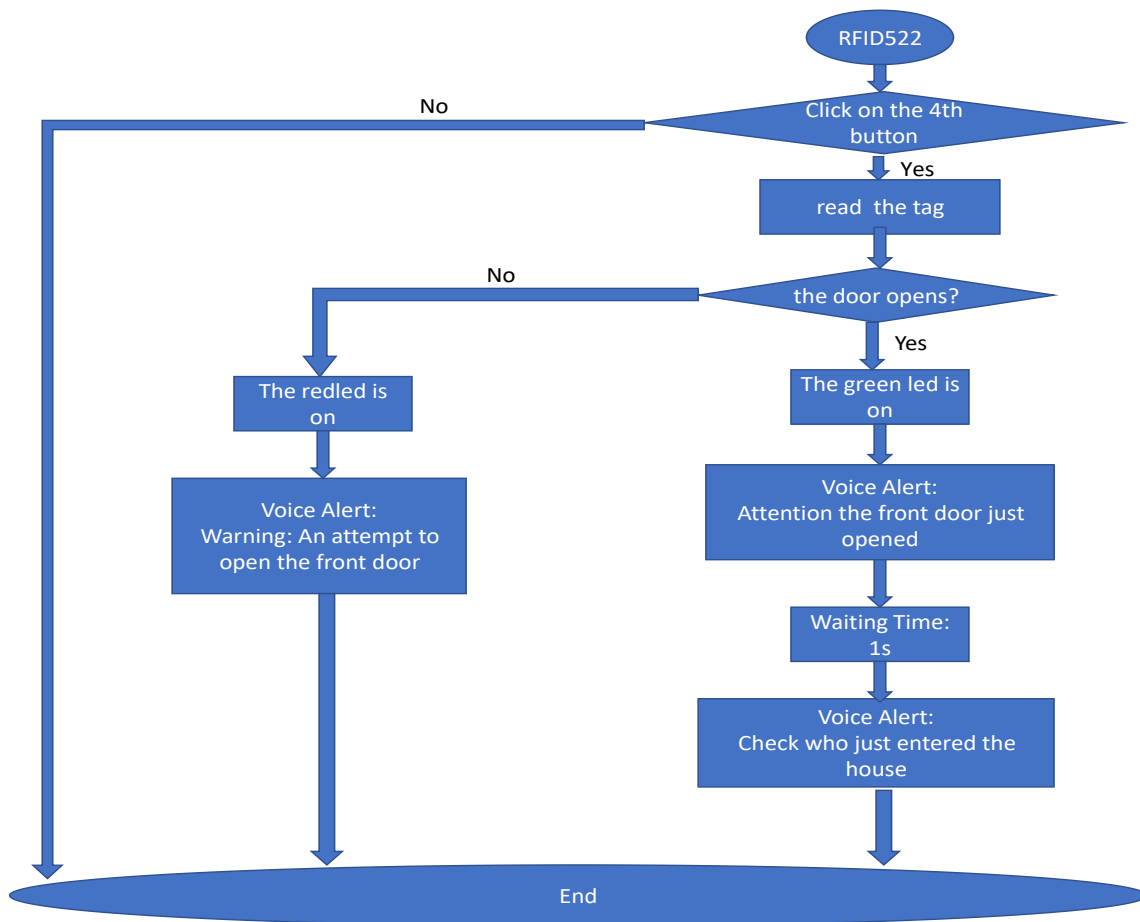 RFID522
No
Click on the 4th
button
Yes
read  the tag
No
the door opens?
Yes
The redled is
on
The green led is
on
Voice Alert:
Warning: An attempt to
open the front door
Voice Alert:
Attention the front door just
opened
Waiting Time:
1s
Voice Alert:
Check who just entered the
house
End